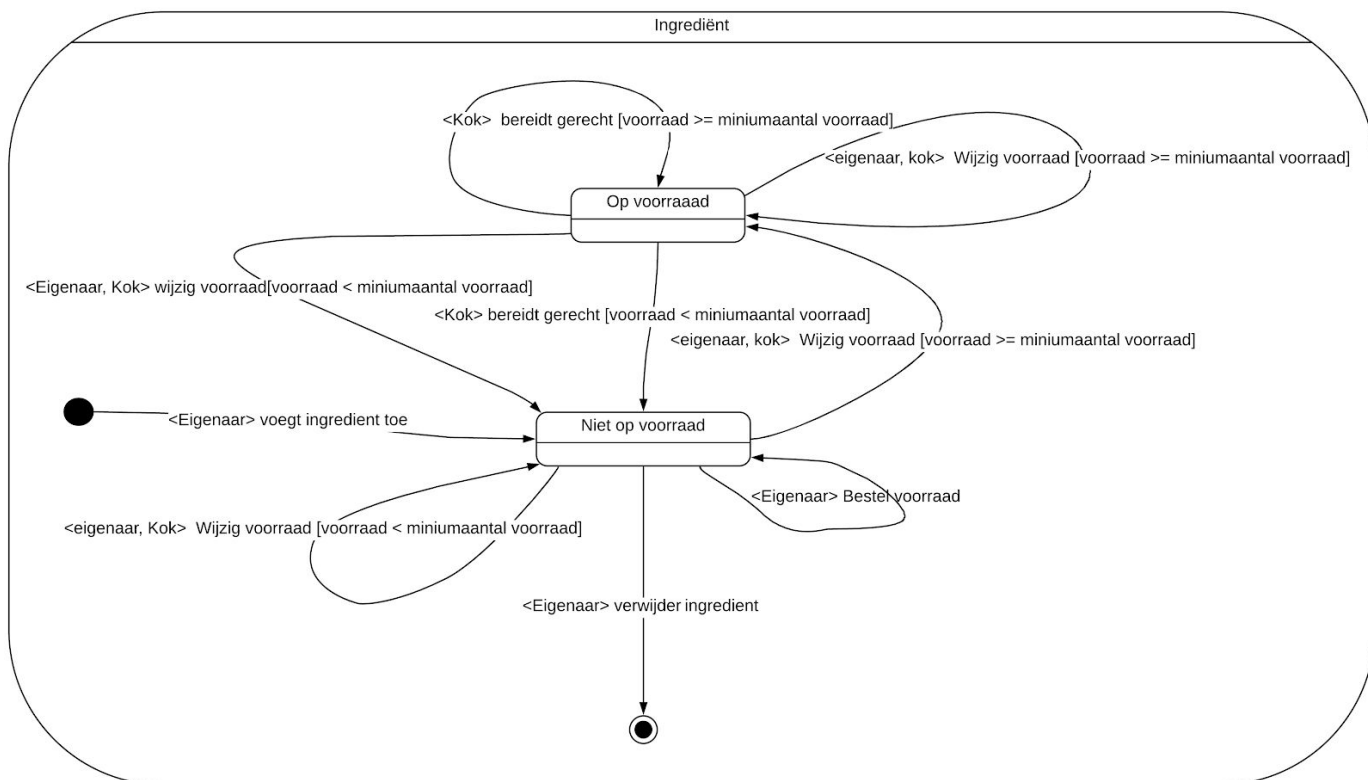 Ingrediënt
<Kok>  bereidt gerecht [voorraad >= miniumaantal voorraad]
<eigenaar, kok>  Wijzig voorraad [voorraad >= miniumaantal voorraad]
Op voorraaad
<Eigenaar, Kok> wijzig voorraad[voorraad < miniumaantal voorraad]
<Kok> bereidt gerecht [voorraad < miniumaantal voorraad]
<eigenaar, kok>  Wijzig voorraad [voorraad >= miniumaantal voorraad]
<Eigenaar> voegt ingredient toe
Niet op voorraad
<Eigenaar> Bestel voorraad
<eigenaar, Kok>  Wijzig voorraad [voorraad < miniumaantal voorraad]
<Eigenaar> verwijder ingredient